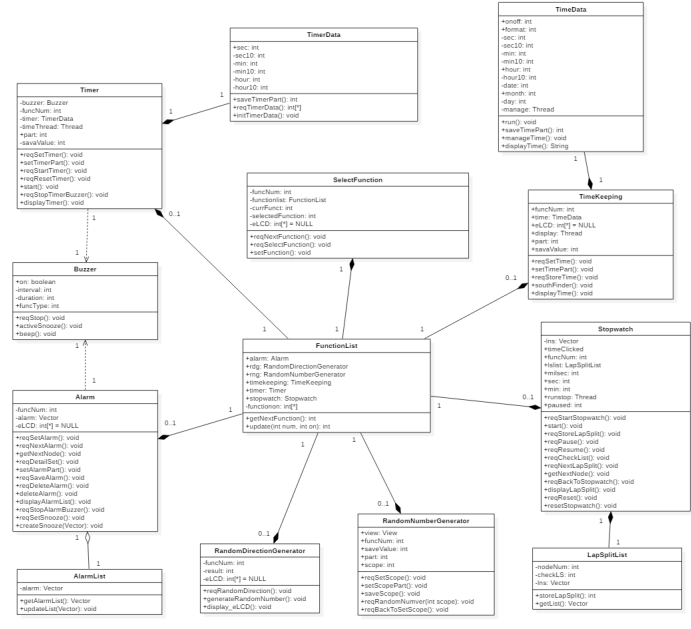 TimerData
+sec: int
-sec10: int
-min: int
-min10: int
-hour: int
-hour10: int
+saveTimerPart(): int
+reqTimerData(): int[*]
+initTimerData(): void
TimeData
+onoff: int
+format: int
-sec: int
-sec10: int
-min: int
-min10: int
+hour: int
-hour10: int
-date: int
+month: int
-day: int
-manage: Thread
+run(): void
+saveTimePart(): int
+manageTime(): void
+displayTime(): String
Timer
-buzzer: Buzzer
-funcNum: int
-timer: TimerData
-timeThread: Thread
+part: int
-savaValue: int
+reqSetTimer(): void
+setTimerPart(): void
+reqStartTimer(): void
+reqResetTimer(): void
+start(): void
+reqStopTimerBuzzer(): void
+displayTimer(): void
1
1
0..1
1
1
SelectFunction
-funcNum: int
-functionlist: FunctionList
-currFunct: int
-selectedFunction: int
-eLCD: int[*] = NULL
+reqNextFunction(): void
+reqSelectFunction(): void
+setFunction(): void
1
1
1
1
TimeKeeping
+funcNum: int
+time: TimeData
+eLCD: int[*] = NULL
+display: Thread
+part: int
+savaValue: int
+reqSetTime(): void
+setTimePart(): void
+reqStoreTime(): void
+southFinder(): void
+displayTime(): void
0..1
1
Buzzer
+on: boolean
-interval: int
-duration: int
+funcType: int
+reqStop(): void
+activeSnooze(): void
+beep(): void
1
1
1
FunctionList
+alarm: Alarm
+rdg: RandomDirectionGenerator
+rng: RandomNumberGenerator
+timekeeping: TimeKeeping
+timer: Timer
+stopwatch: Stopwatch
-functionon: int[*]
+getNextFunction(): int
+update(int num, int on): int
1
0..1
1
0..1
1
0..1
1
0..1
Stopwatch
-lns: Vector
+timeClicked
+funcNum: int
+lslist: LapSplitList
+milsec: int
+sec: int
+min: int
+runstop: Thread
+paused: int
+reqStartStopwatch(): void
+start(): void
+reqStoreLapSplit(): void
+reqPause(): void
+reqResume(): void
+reqCheckList(): void
+reqNextLapSplit(): void
+getNextNode(): void
+reqBackToStopwatch(): void
+displayLapSplit(): void
+reqReset(): void
+resetStopwatch(): void
1
1
Alarm
-funcNum: int
-alarm: Vector
-eLCD: int[*] = NULL
+reqSetAlarm(): void
+reqNextAlarm(): void
+getNextNode(): void
+reqDetailSet(): void
+setAlarmPart(): void
+reqSaveAlarm(): void
+reqDeleteAlarm(): void
+deleteAlarm(): void
+displayAlarmList(): void
+reqStopAlarmBuzzer(): void
+reqSetSnooze(): void
+createSnooze(Vector): void
1
1
AlarmList
-alarm: Vector
+getAlarmList(): Vector
+updateList(Vector): void
RandomDirectionGenerator
-funcNum: int
-result: int
-eLCD: int[*] = NULL
+reqRandomDirection(): void
+generateRandomNumber(): void
+display_eLCD(): void
RandomNumberGenerator
+view: View
+funcNum: int
+saveValue: int
+part: int
+scope: int
+reqSetScope(): void
+setScopePart(): void
+saveScope(): void
+reqRandomNumver(int scope): void
+reqBackToSetScope(): void
LapSplitList
-nodeNum: int
-checkLS: int
-lns: Vector
+storeLapSplit(): int
+getList(): Vector